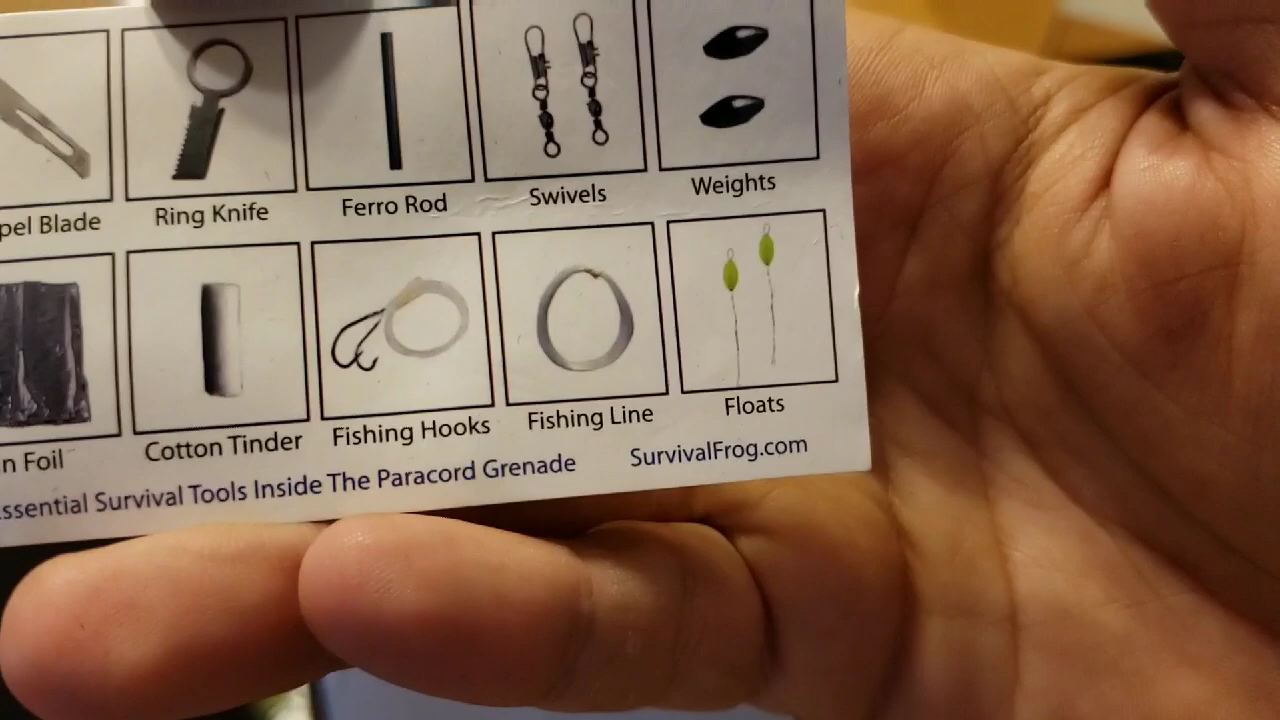 pel Blade Ring Knife Ferro Rod Swivels Weights
n Foil Cotton Tinder Fishing Hooks Fishing Line Floats
ssential Survival Tools Inside The Paracord Grenade SurvivalFrog.com